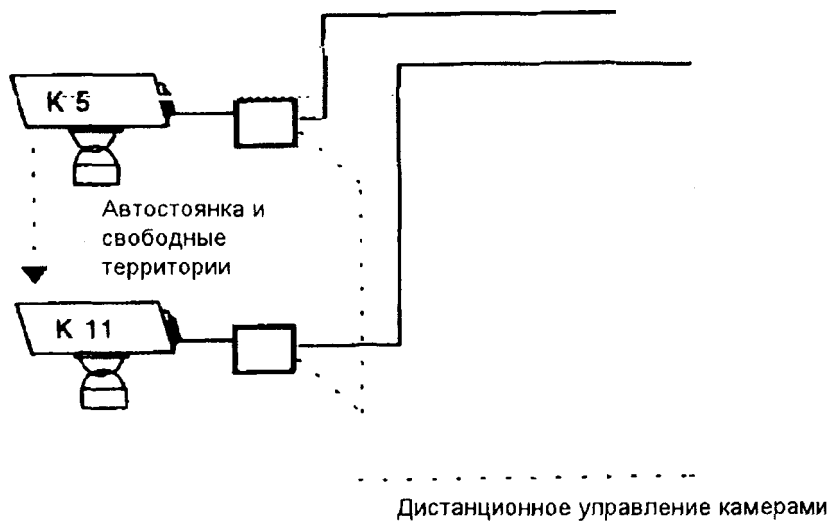 К 5
Автостоянка и
свободные
территории
К 11
Дистанционное управление камерами